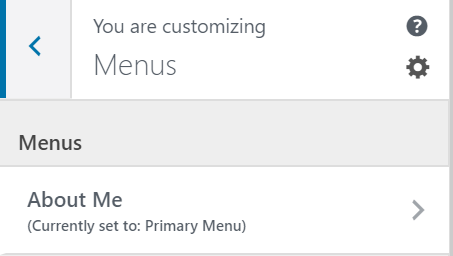 You are customizing
Menus
Menus
About Me
(Currently set to: Primary Menu)